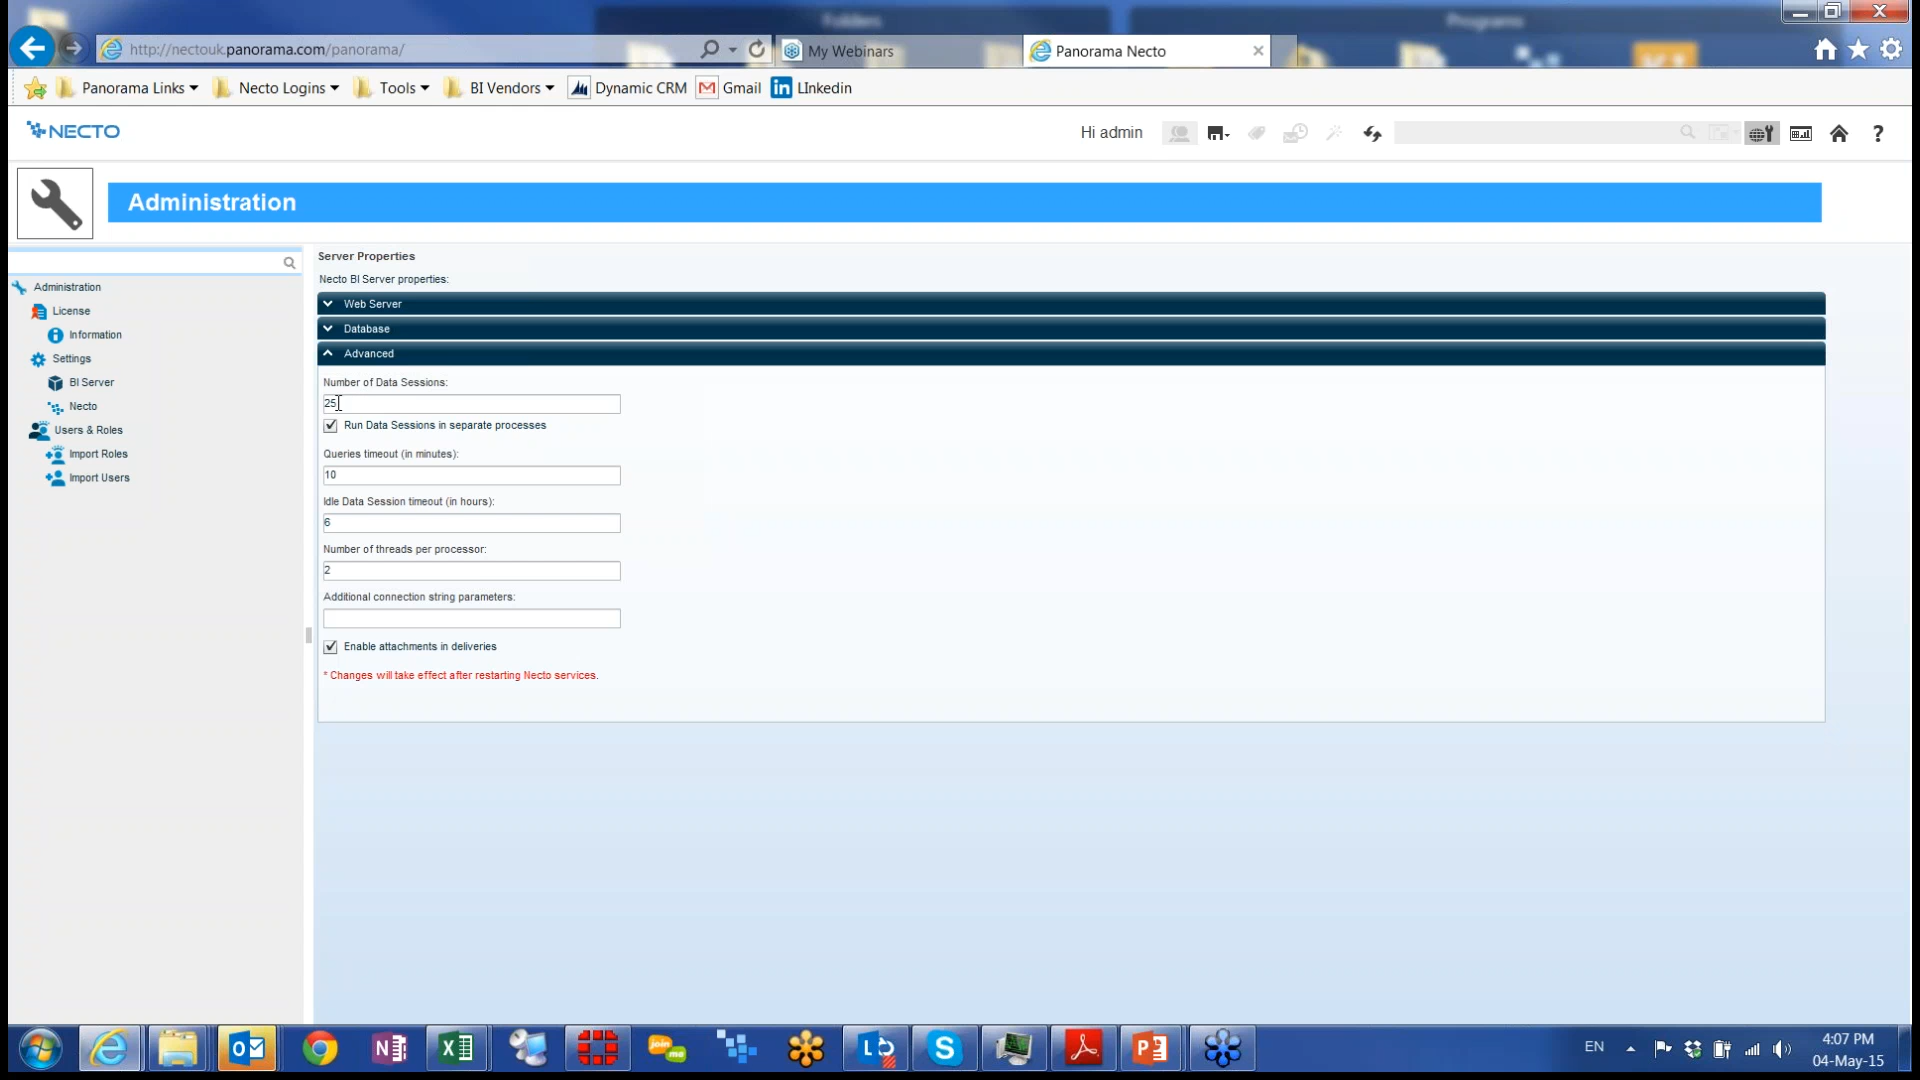 Folders Programs
http://nectouk.panorama.com/panorama/ My Webinars Panorama Necto
Panorama Links Necto Logins Tools BI Vendors Dynamic CRM Gmail LInkedin
NECTO Hi admin ?
Administration
Server Properties
Necto BI Server properties:
Web Server
Database
Advanced
Administration
License
Information
Settings
BI Server
Necto
Users & Roles
Import Roles
Import Users
Number of Data Sessions:
25
Run Data Sessions in separate processes
Queries timeout (in minutes):
10
Idle Data Session timeout (in hours):
6
Number of threads per processor:
2
Additional connection string parameters:
Enable attachments in deliveries
* Changes will take effect after restarting Necto services.
join me
EN 4:07 PM
04-May-15